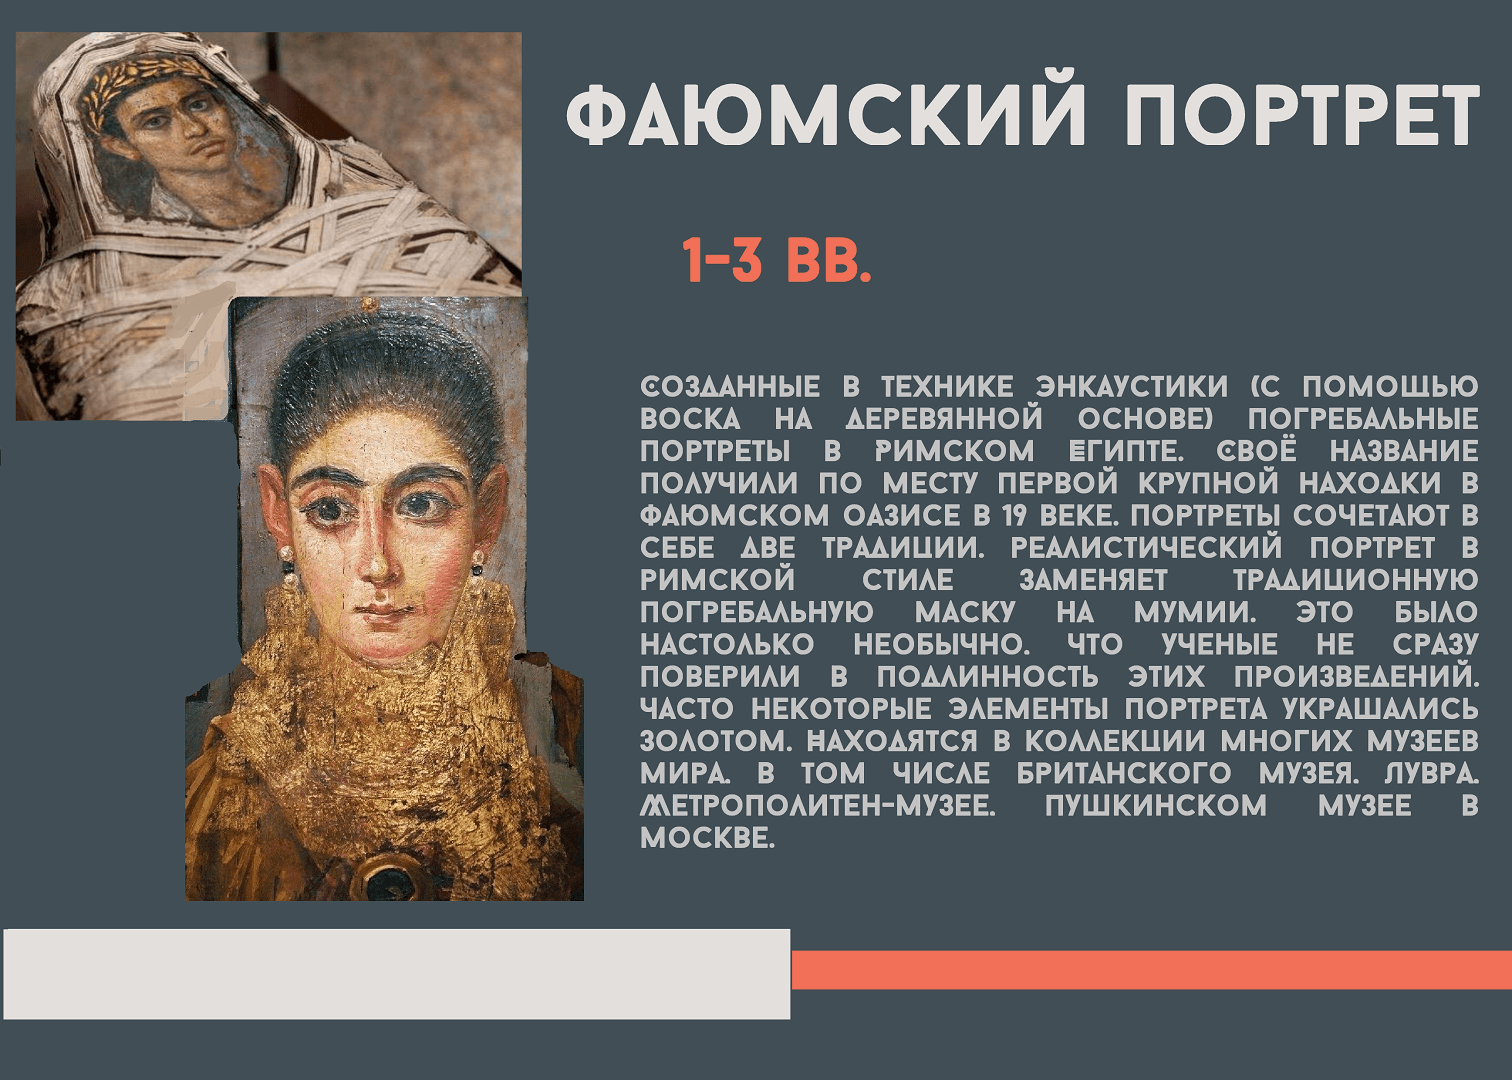 ФАЮМСКИЙ ПОРТРЕТ
1-3 ВВ.
СОЗДАННЫЕ В ТЕХНИКЕ ЭНКАУСТИКИ (С ПОМОЩЬЮ
ВОСКА НА ДЕРЕВЯННОЙ ОСНОВЕ) ПОГРЕБАЛЬНЫЕ
ПОРТРЕТЫ В РИМСКОМ ЕГИПТЕ. СВОЁ НАЗВАНИЕ
ПОЛУЧИЛИ ПО МЕСТУ ПЕРВОЙ КРУПНОЙ НАХОДКИ В
ФАЮМСКОМ ОАЗИСЕ В 19 ВЕКЕ. ПОРТРЕТЫ СОЧЕТАЮТ В
СЕБЕ ДВЕ ТРАДИЦИИ. РЕАЛИСТИЧЕСКИЙ ПОРТРЕТ В
РИМСКОЙ СТИЛЕ ЗАМЕНЯЕТ ТРАДИЦИОННУЮ
ПОГРЕБАЛЬНУЮ МАСКУ НА МУМИИ. ЭТО БЫЛО
НАСТОЛЬКО НЕОБЫЧНО. ЧТО УЧЕНЫЕ НЕ СРАЗУ
ПОВЕРИЛИ В ПОДЛИННОСТЬ ЭТИХ ПРОИЗВЕДЕНИЙ.
ЧАСТО НЕКОТОРЫЕ ЭЛЕМЕНТЫ ПОРТРЕТА УКРАШАЛИСЬ
ЗОЛОТОМ. НАХОДЯТСЯ В КОЛЛЕКЦИИ МНОГИХ МУЗЕЕВ
МИРА. В ТОМ ЧИСЛЕ БРИТАНСКОГО МУЗЕЯ. ЛУВРА.
МЕТРОПОЛИТЕН-МУЗЕЕ. ПУШКИНСКОМ МУЗЕЕ В
МОСКВЕ.